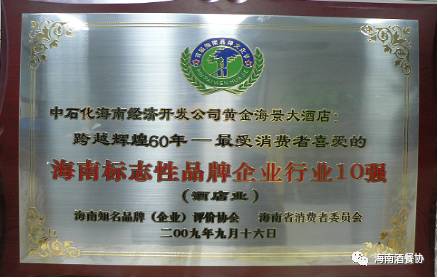 中石化海南经济开发公司黄金海景大酒店：
跨越辉煌60年—最受消费者喜爱的
海南标志性品牌企业行业10强
(酒店业)
海南知名品牌（企业）评价协会 海南省消费者委员会
二00九年九月十六日
海南酒餐协